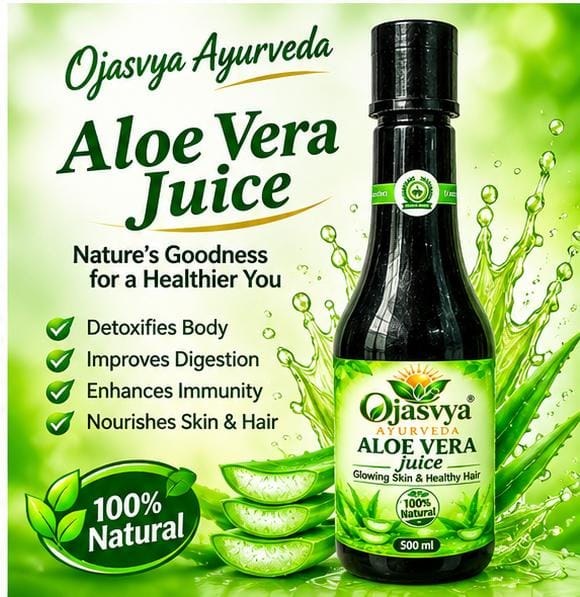 Ojasvya Ayurveda
Aloe Vera
Juice
Nature's Goodness
for a Healthier You
Detoxifies Body
Improves Digestion
Enhances Immunity
Nourishes Skin & Hair
100%
Natural
Ojasvya®
AYURVEDA
ALOE VERA
juice
Glowing Skin & Healthy Hair
100%
Natural
500 ml